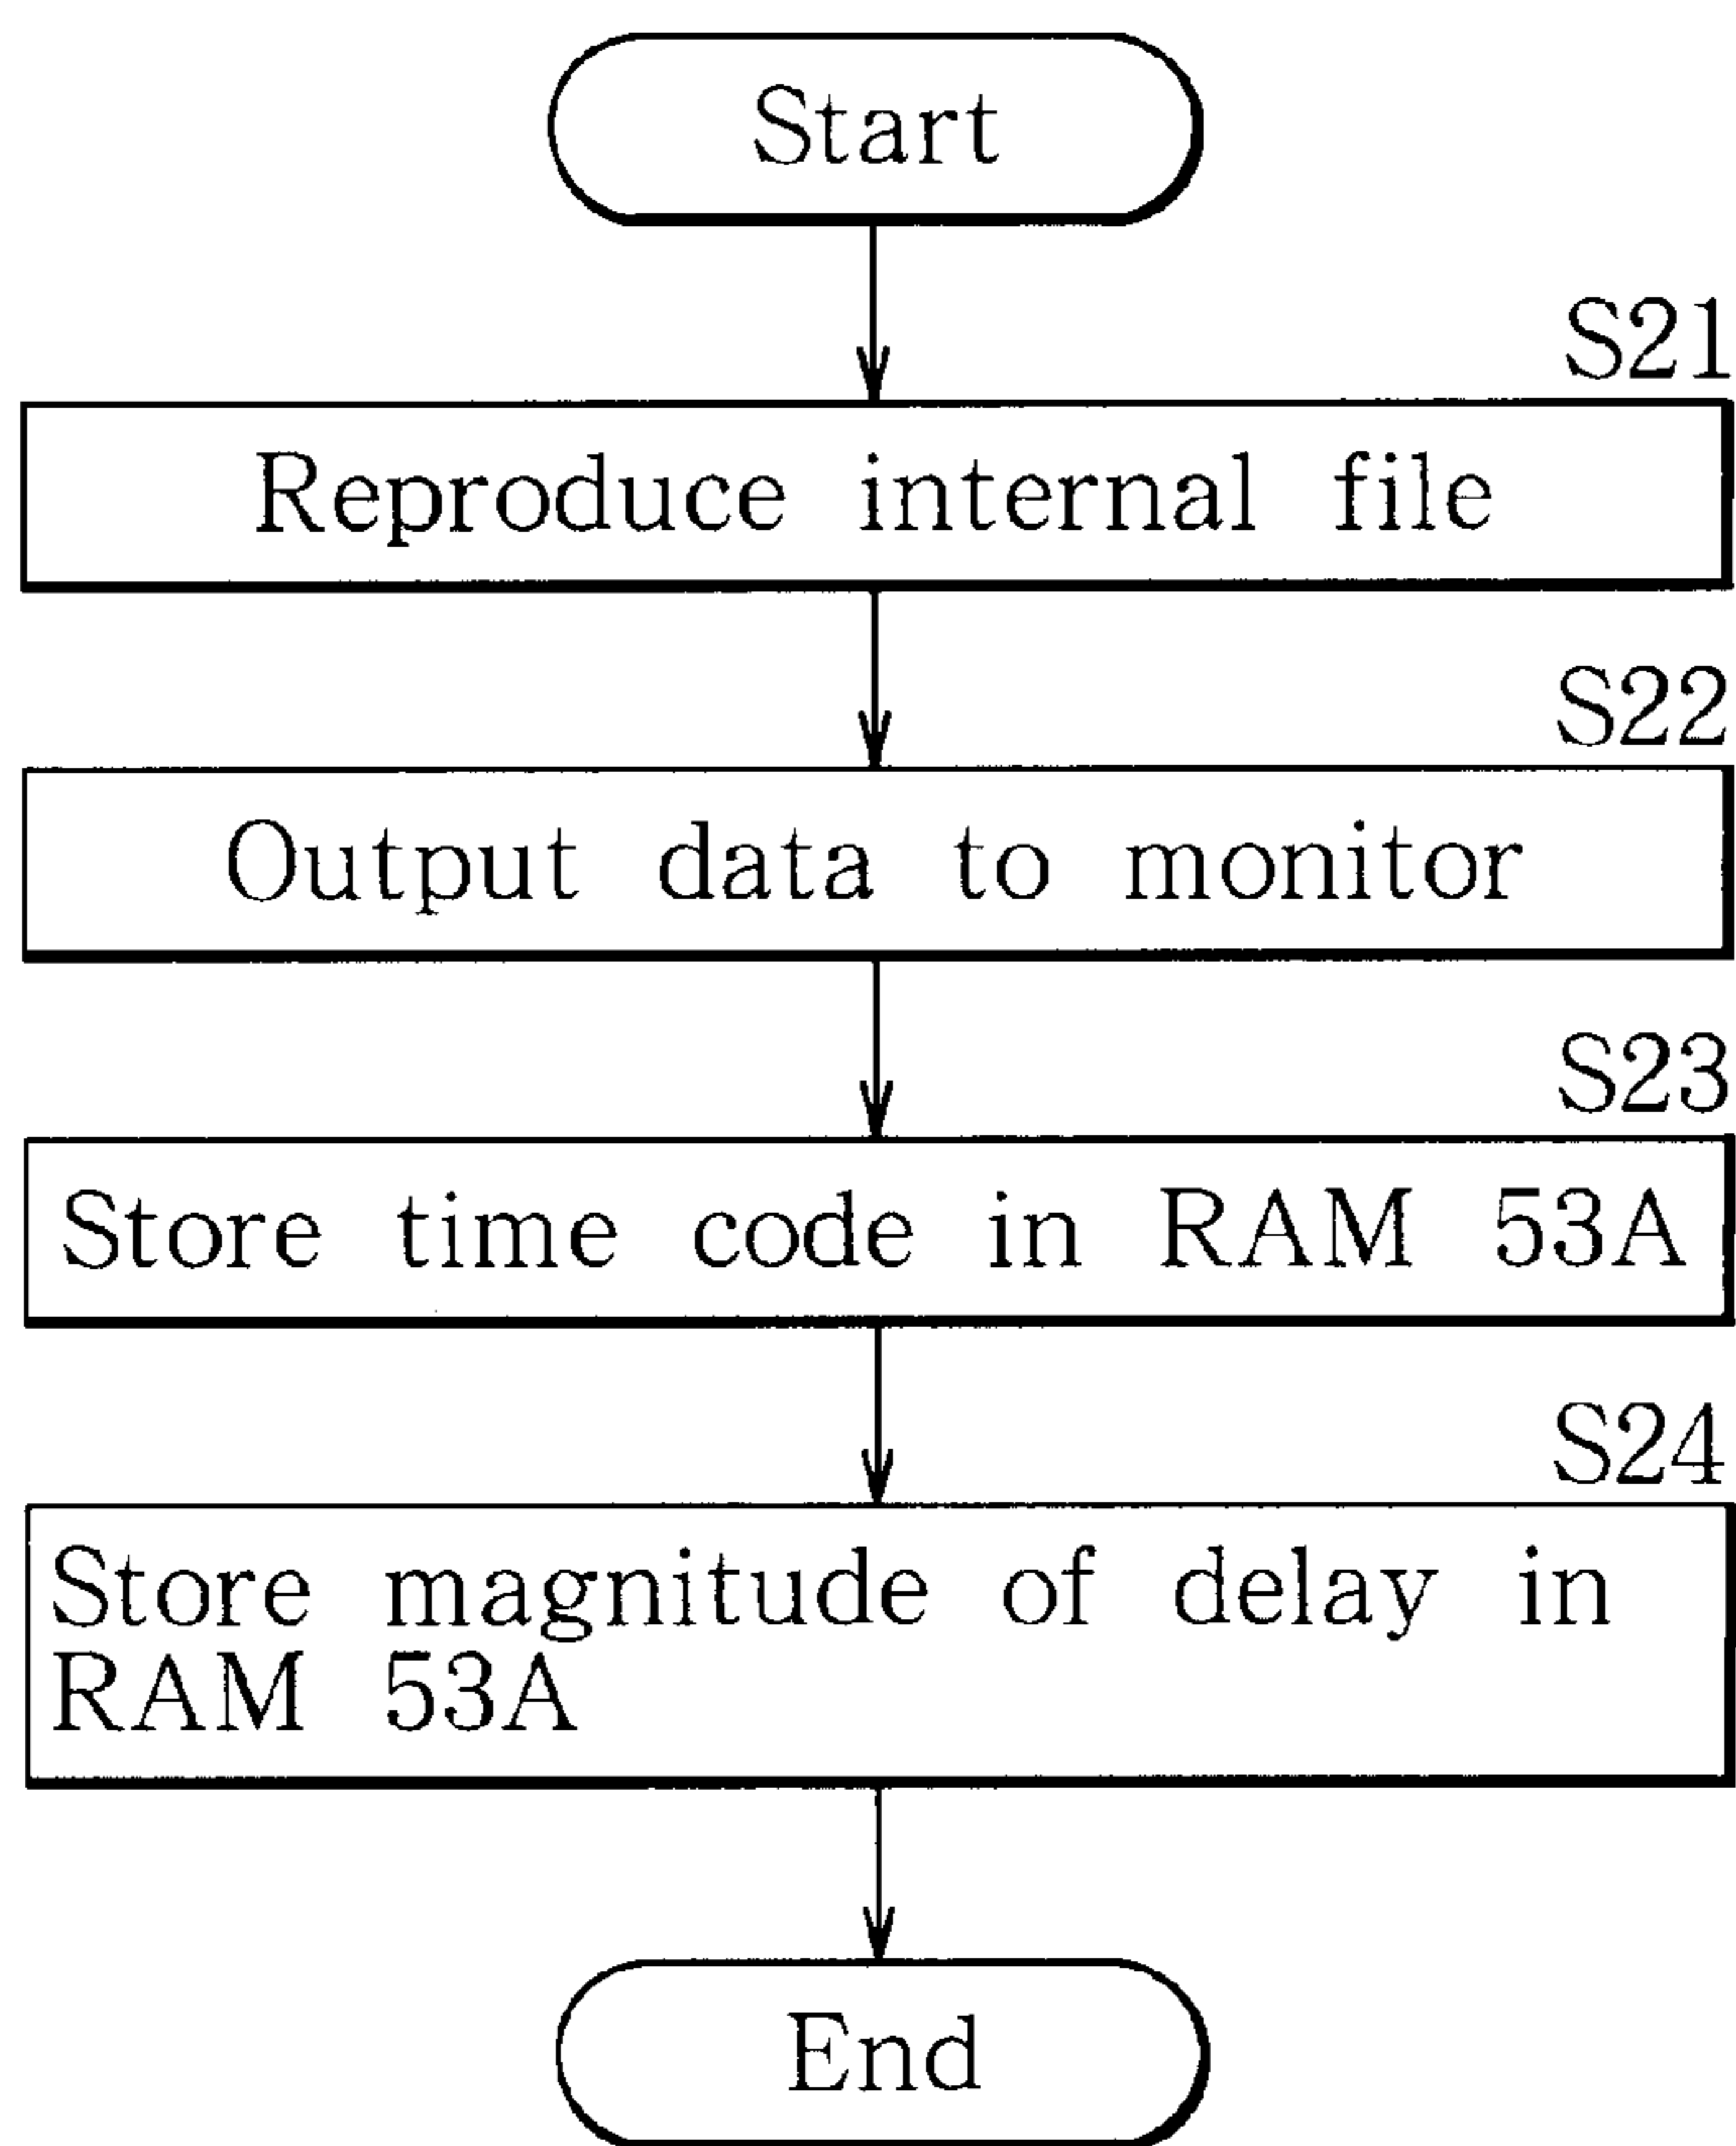 Start
S21
Reproduce internal file
S22
Output data to monitor
S23
Store time code in RAM 53A
S24
Store magnitude of delay in
RAM 53A
End